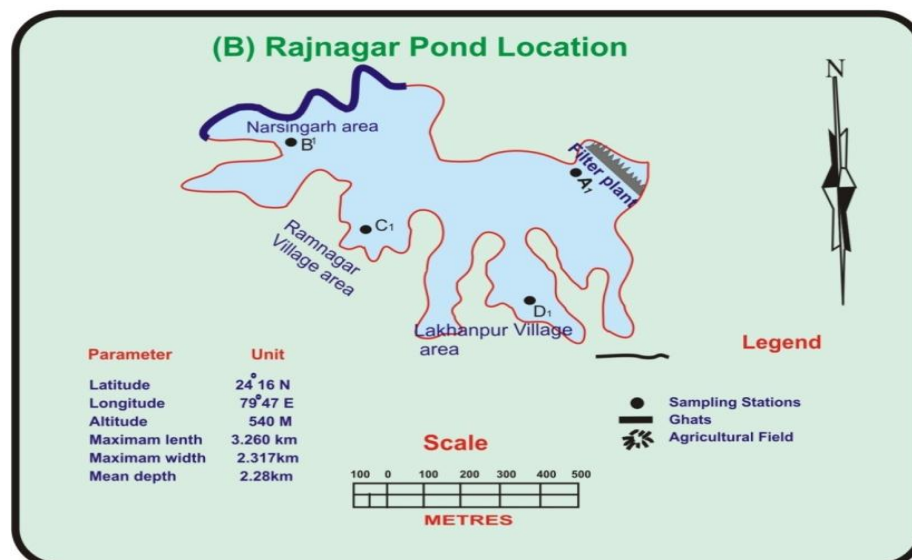 (B) Rajnagar Pond Location
N
Narsingarh area
B1
Filter plant
A1
C1
Ramnagar
Village area
D1
Lakhanpur Village
area
Parameter Unit
Latitude 24° 16 N
Longitude 79°47 E
Altitude 540 M
Maximam lenth 3.260 km
Maximam width 2.317km
Mean depth 2.28km
Legend
Sampling Stations
Ghats
Agricultural Field
Scale
100 0 100 200 300 400 500
METRES